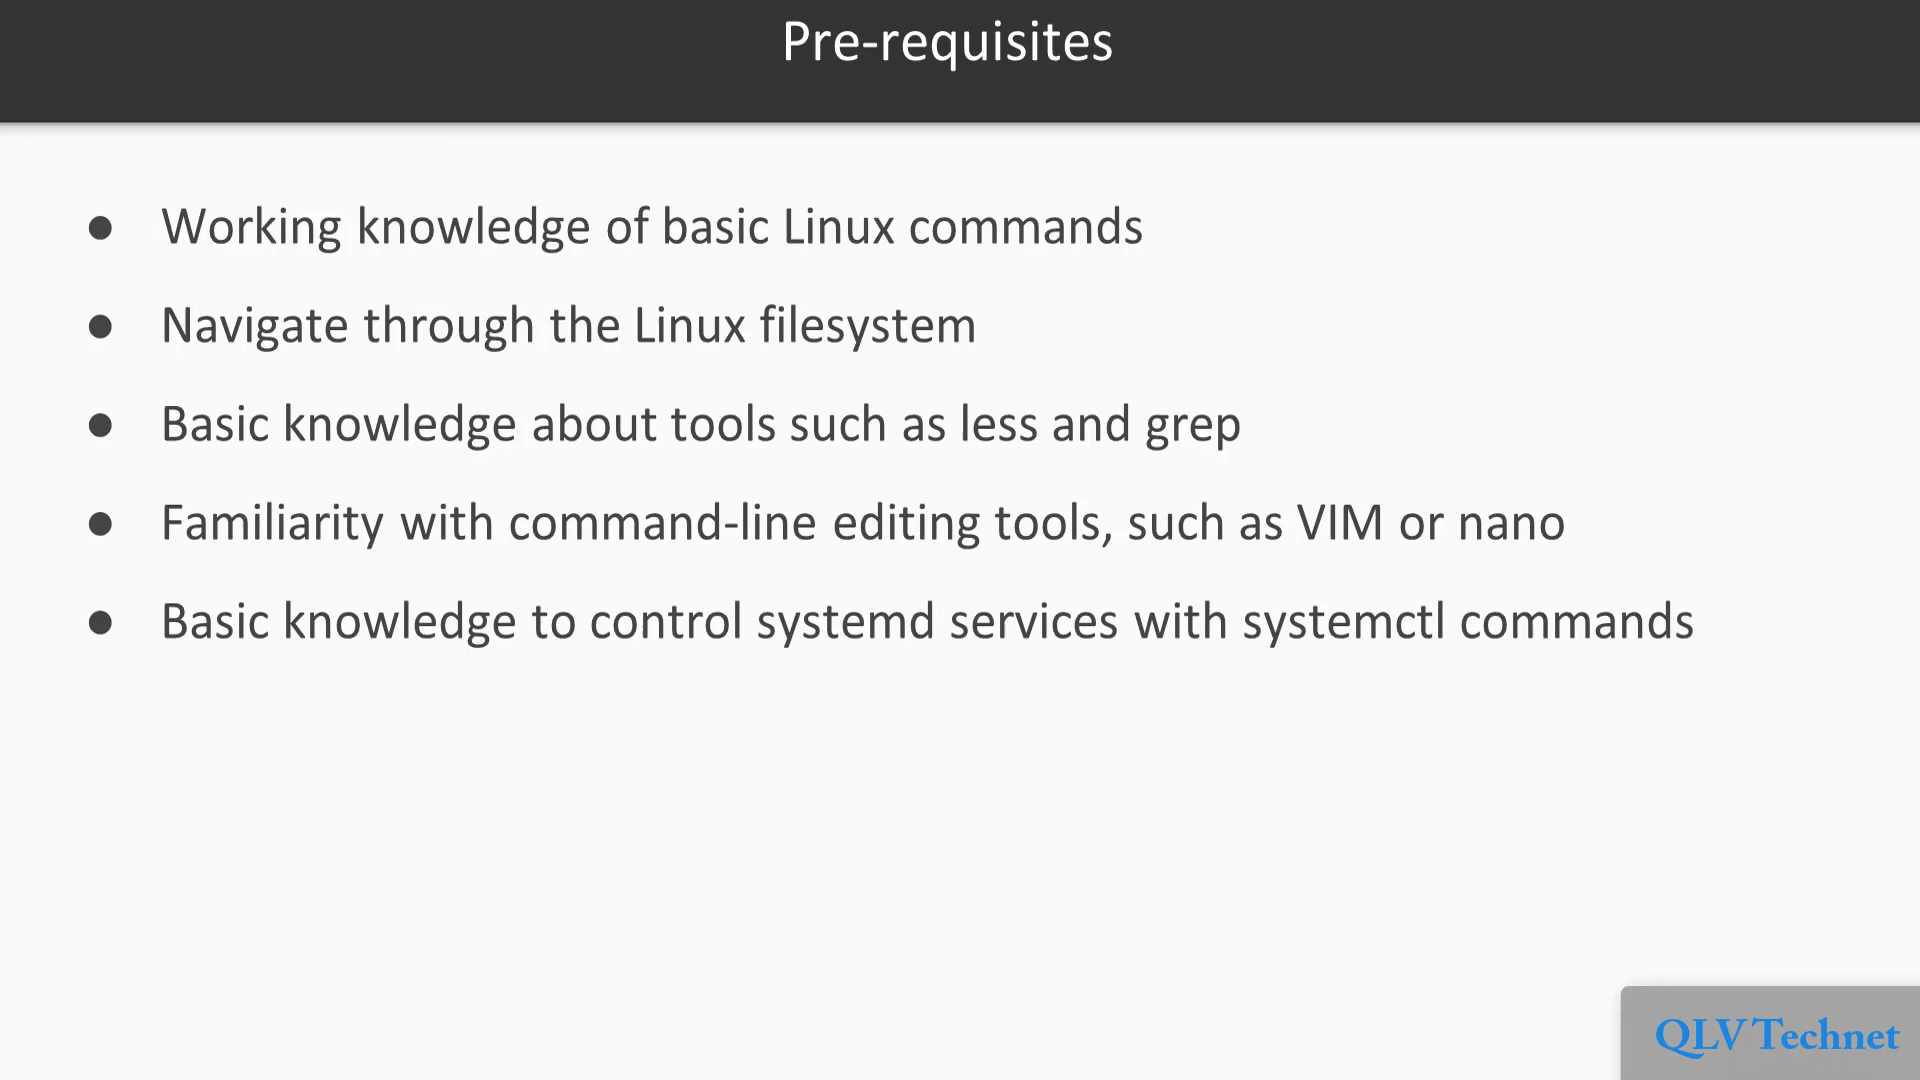 Pre-requisites
● Working knowledge of basic Linux commands
● Navigate through the Linux filesystem
● Basic knowledge about tools such as less and grep
● Familiarity with command-line editing tools, such as VIM or nano
● Basic knowledge to control systemd services with systemctl commands
QLV Technet